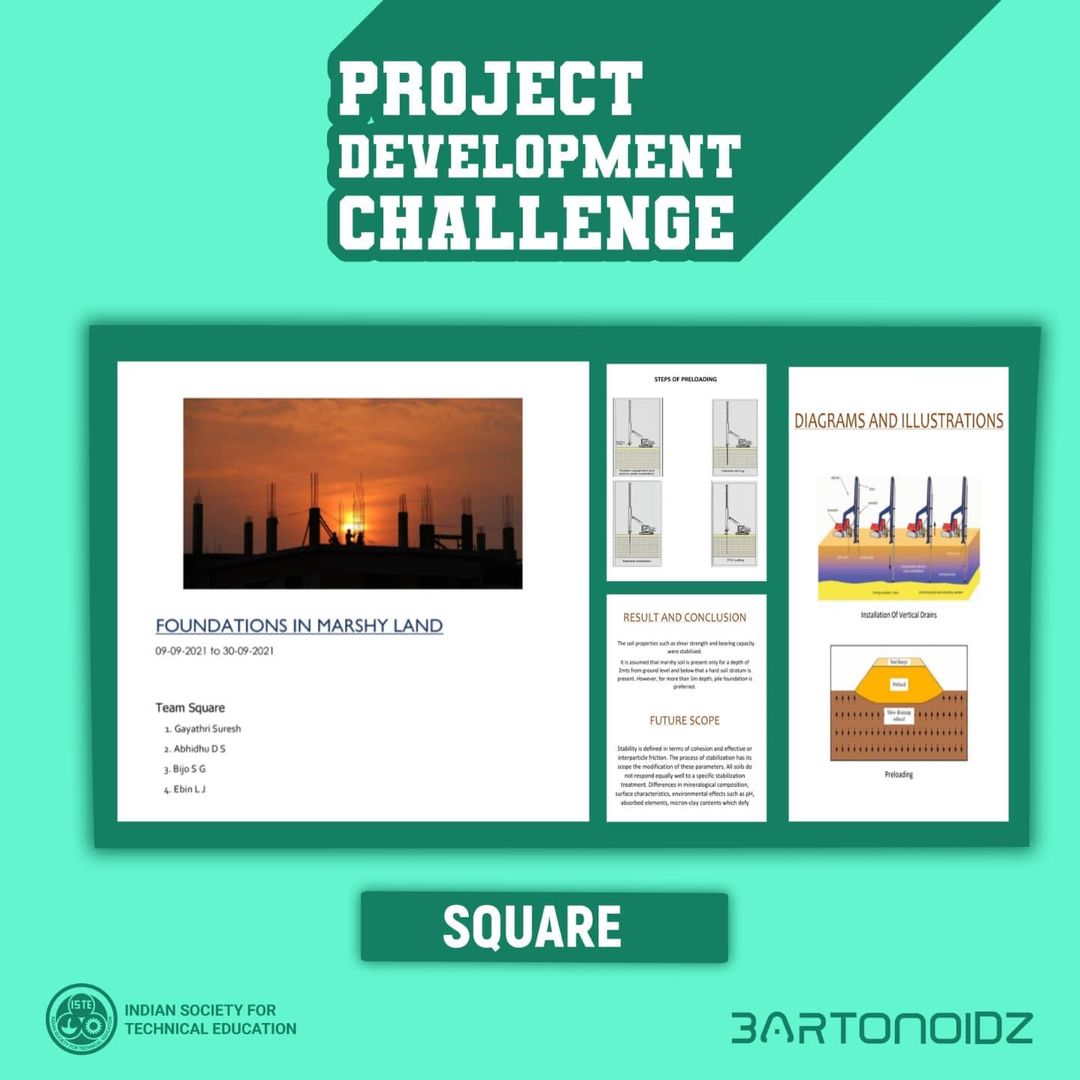 PROJECT
DEVELOPMENT
CHALLENGE
FOUNDATIONS IN MARSHY LAND
09-09-2021 to 30-09-2021
Team Square
1. Gayathri Suresh
2. Abhidhu D S
3. Bijo S G
4. Ebin L J
STEPS OF PRELOADING
RESULT AND CONCLUSION
The soil properties such as shear strength and bearing capacity
were stabilized.
It is assumed that marshy soil is present only for a depth of
2mts from ground level and below that a hard soil stratum is
present. However, for more than 5m depth, pile foundation is
preferred.
FUTURE SCOPE
Stability is defined in terms of cohesion and effective or
interparticle friction. The process of stabilization has its
scope the modification of these parameters. All soils do
not respond equally well to a specific stabilization
treatment. Differences in mineralogical composition,
surface characteristics, environmental effects such as pH,
absorbed elements, micron-clay contents which defy
DIAGRAMS AND ILLUSTRATIONS
Installation Of Vertical Drains
Surcharge
Preload
Slow draining
subsoil
Preloading
SQUARE
ISTE
INDIAN SOCIETY FOR
TECHNICAL EDUCATION
BARTONOIDZ